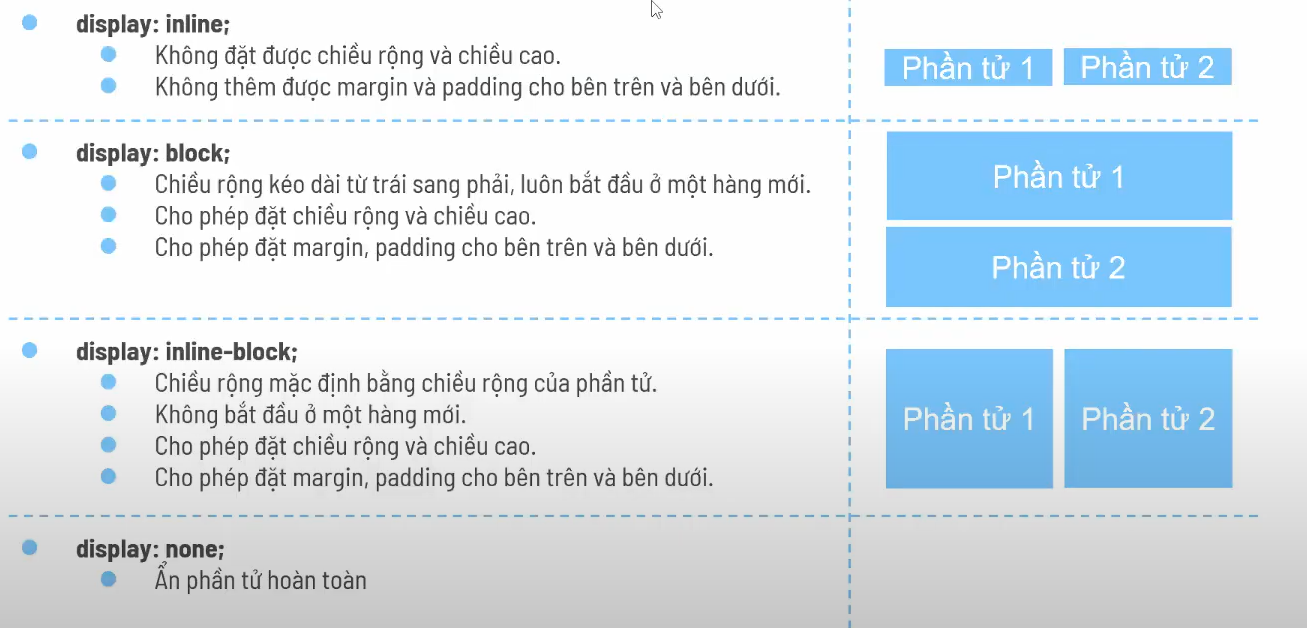 display: inline;
Không đặt được chiều rộng và chiều cao.
Không thêm được margin và padding cho bên trên và bên dưới.
Phần tử 1
Phần tử 2
display: block;
Chiều rộng kéo dài từ trái sang phải, luôn bắt đầu ở một hàng mới.
Cho phép đặt chiều rộng và chiều cao.
Cho phép đặt margin, padding cho bên trên và bên dưới.
Phần tử 1
Phần tử 2
display: inline-block;
Chiều rộng mặc định bằng chiều rộng của phần tử.
Không bắt đầu ở một hàng mới.
Cho phép đặt chiều rộng và chiều cao.
Cho phép đặt margin, padding cho bên trên và bên dưới.
Phần tử 1
Phần tử 2
display: none;
Ẩn phần tử hoàn toàn